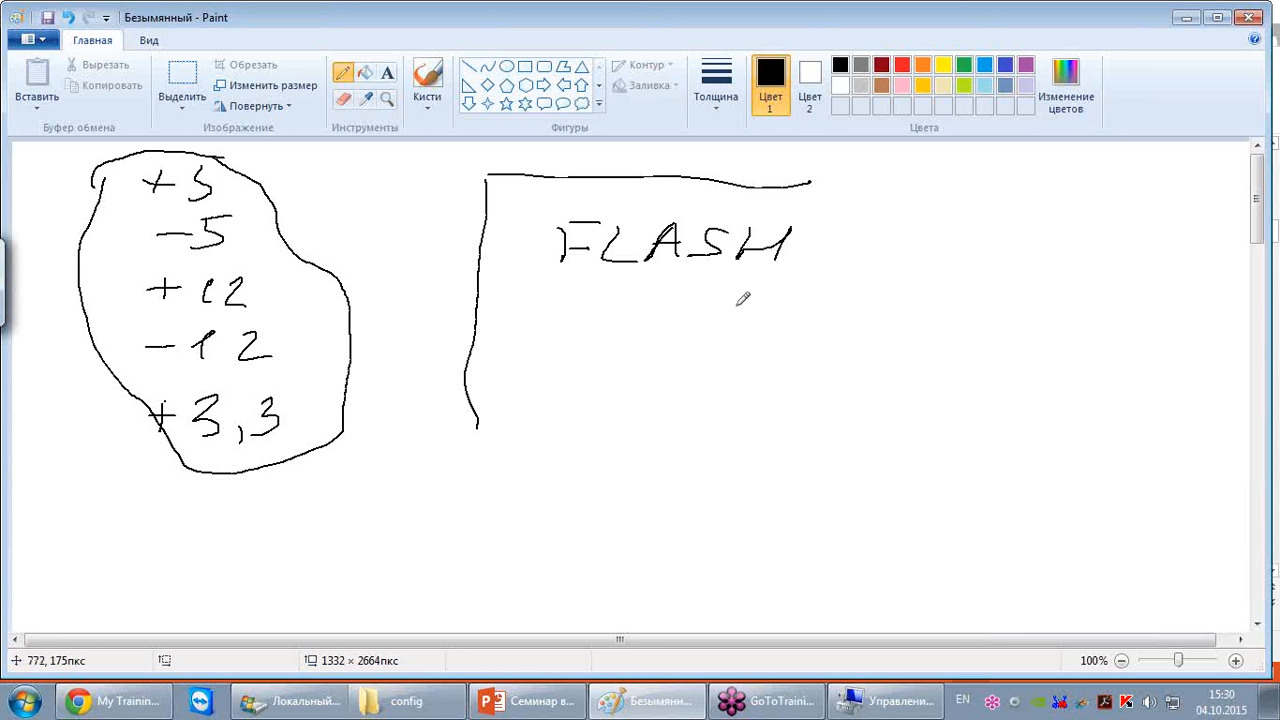 Безымянный - Paint
Главная
Вид
Вставить
Вырезать
Копировать
Буфер обмена
Выделить
Обрезать
Изменить размер
Повернуть
Изображение
A
Инструменты
Кисти
Контур
Заливка
Фигуры
Толщина
Цвет 1
Цвет 2
Цвета
Изменение цветов
+3
-5
+12
-12
+3,3
FLASH
772, 175пкс
1332 × 2664пкс
100%
My Trainin...
Локальный...
config
Семинар в...
Безымянн...
GoToTraini...
Управлени...
EN
15:30
04.10.2015